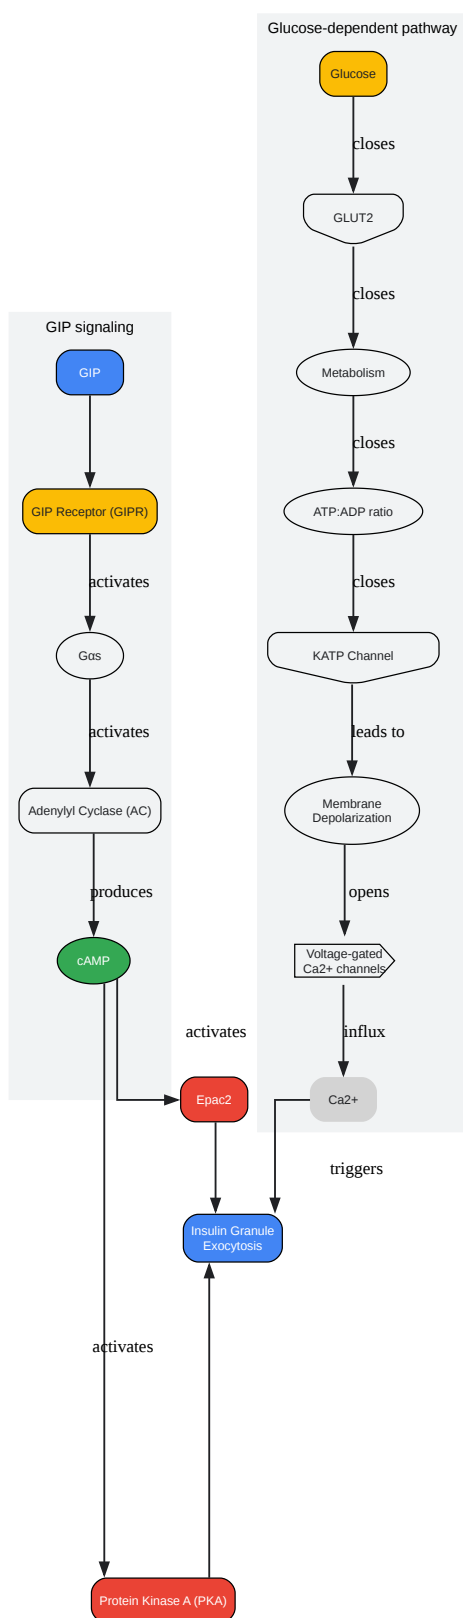 Glucose-dependent pathway
Glucose
closes
GLUT2
closes
GIP signaling
GIP
Metabolism
closes
GIP Receptor (GIPR)
ATP:ADP ratio
activates
closes
Gαs
KATP Channel
activates
leads to
Adenylyl Cyclase (AC)
Membrane
Depolarization
produces
opens
cAMP
Voltage-gated
Ca2+ channels
activates
influx
Epac2
Ca2+
triggers
Insulin Granule
Exocytosis
activates
Protein Kinase A (PKA)